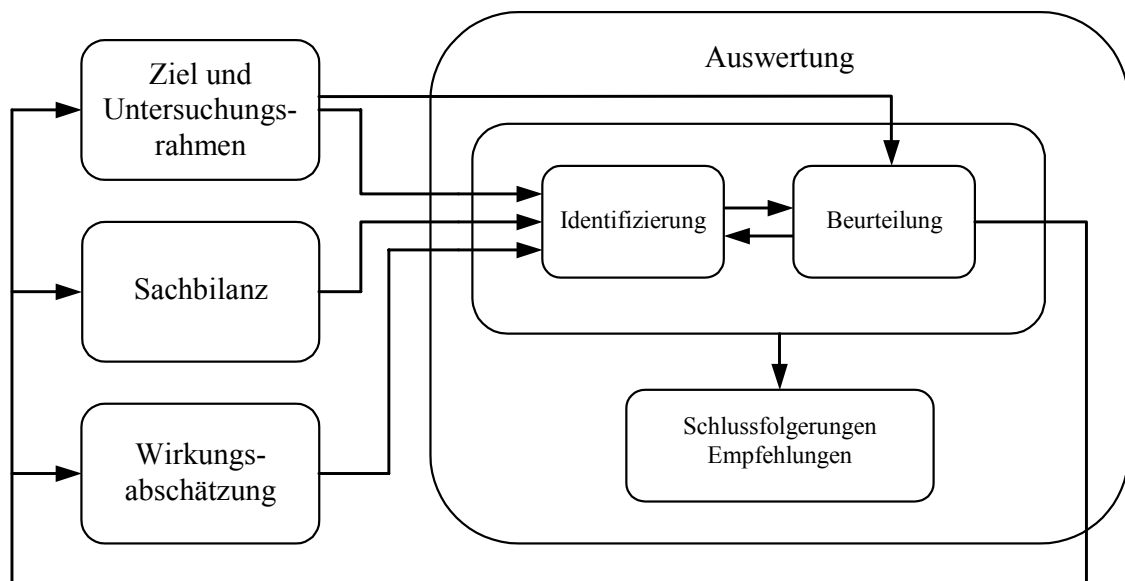 Ziel und
Untersuchungs-
rahmen
Sachbilanz
Wirkungs-
abschätzung
Auswertung
Identifizierung
Beurteilung
Schlussfolgerungen
Empfehlungen